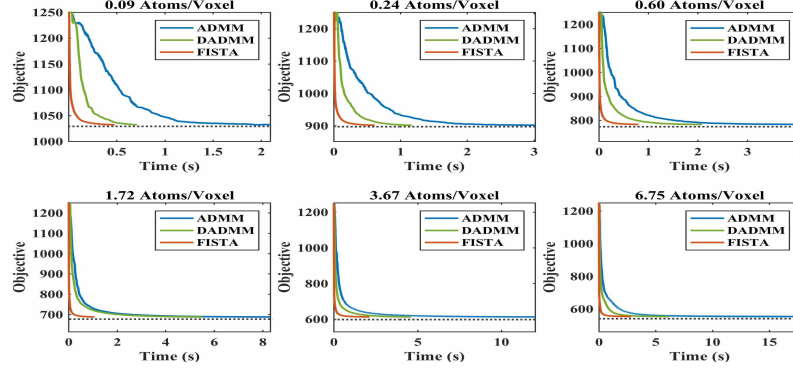 0.09 Atoms/Voxel
1250
1200
1150
1100
1050
1000
Objective
ADMM
DADMM
FISTA
0.5 1 1.5 2
Time (s)
0.24 Atoms/Voxel
1200
1100
1000
900
Objective
ADMM
DADMM
FISTA
0 1 2 3
Time (s)
0.60 Atoms/Voxel
1200
1100
1000
900
800
Objective
ADMM
DADMM
FISTA
0 1 2 3
Time (s)
1.72 Atoms/Voxel
1200
1100
1000
900
800
700
Objective
ADMM
DADMM
FISTA
0 2 4 6 8
Time (s)
3.67 Atoms/Voxel
1200
1000
800
600
Objective
ADMM
DADMM
FISTA
0 5 10
Time (s)
6.75 Atoms/Voxel
1200
1000
800
600
Objective
ADMM
DADMM
FISTA
0 5 10 15
Time (s)